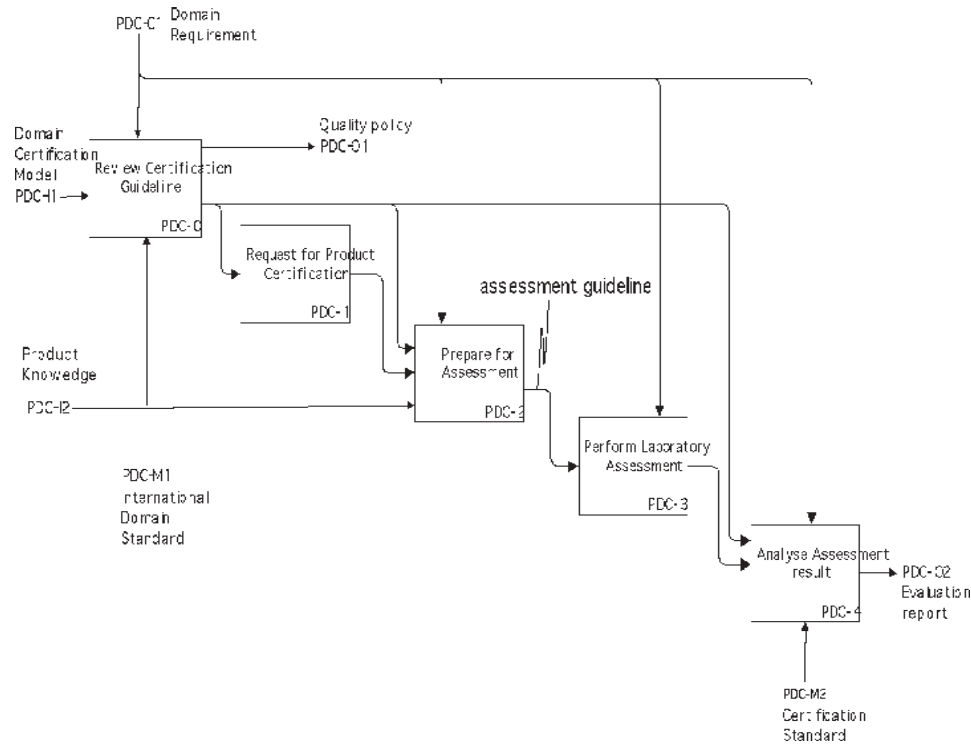 PDC-C1 Domain
Requirement
Quality policy
PDC-O1
Domain
Certification
Model
PDC-I1
Review Certification
Guideline
PDC-0
Request for Product
Certification
PDC-1
assessment guideline
Product
Knowedge
PDC-I2
Prepare for
Assessment
PDC-2
Perform Laboratory
Assessment
PDC-3
PDC-M1
International
Domain
Standard
Analyse Assessment
result
PDC-4
PDC-O2
Evaluation
report
PDC-M2
Certification
Standard